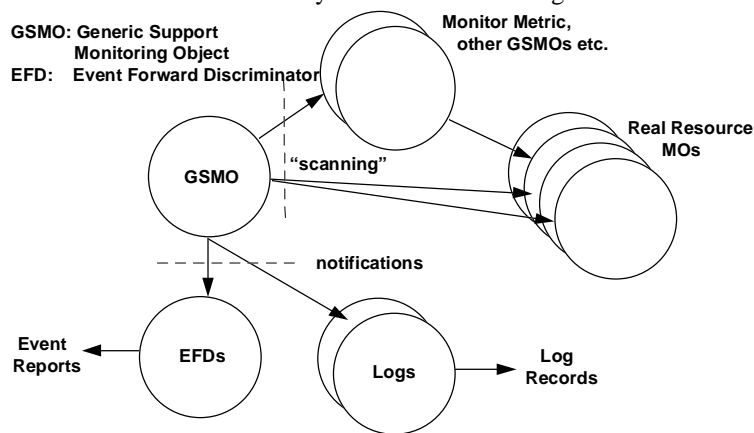 GSMO: Generic Support
Monitoring Object
EFD: Event Forward Discriminator
Monitor Metric,
other GSMOs etc.
Real Resource
MOs
"scanning"
GSMO
notifications
Event
Reports
EFDs
Logs
Log
Records